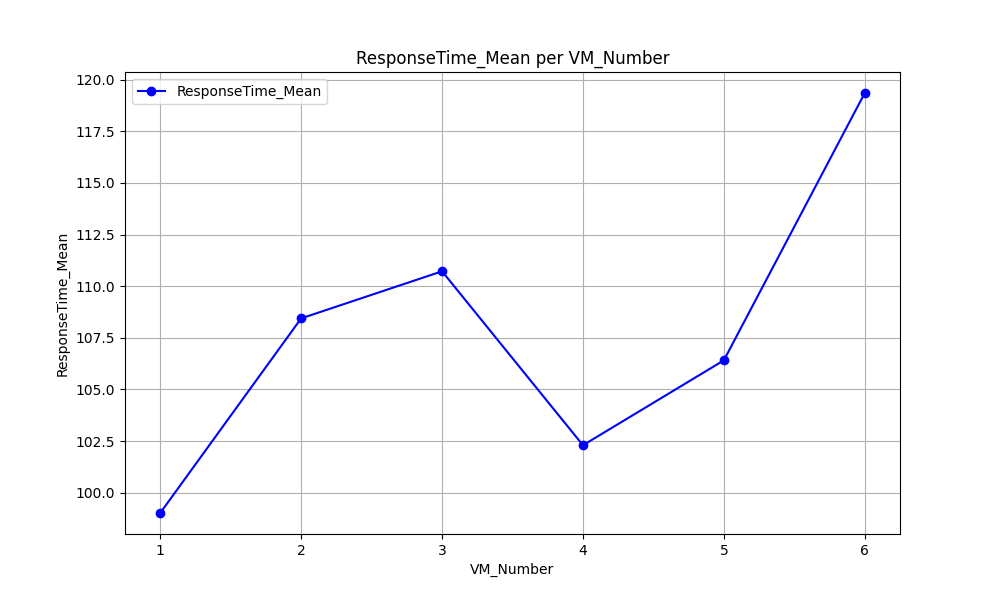 ResponseTime_Mean per VM_Number
ResponseTime_Mean
120.0
117.5
115.0
112.5
110.0
107.5
105.0
102.5
100.0
ResponseTime_Mean
1 2 3 4 5 6
VM_Number